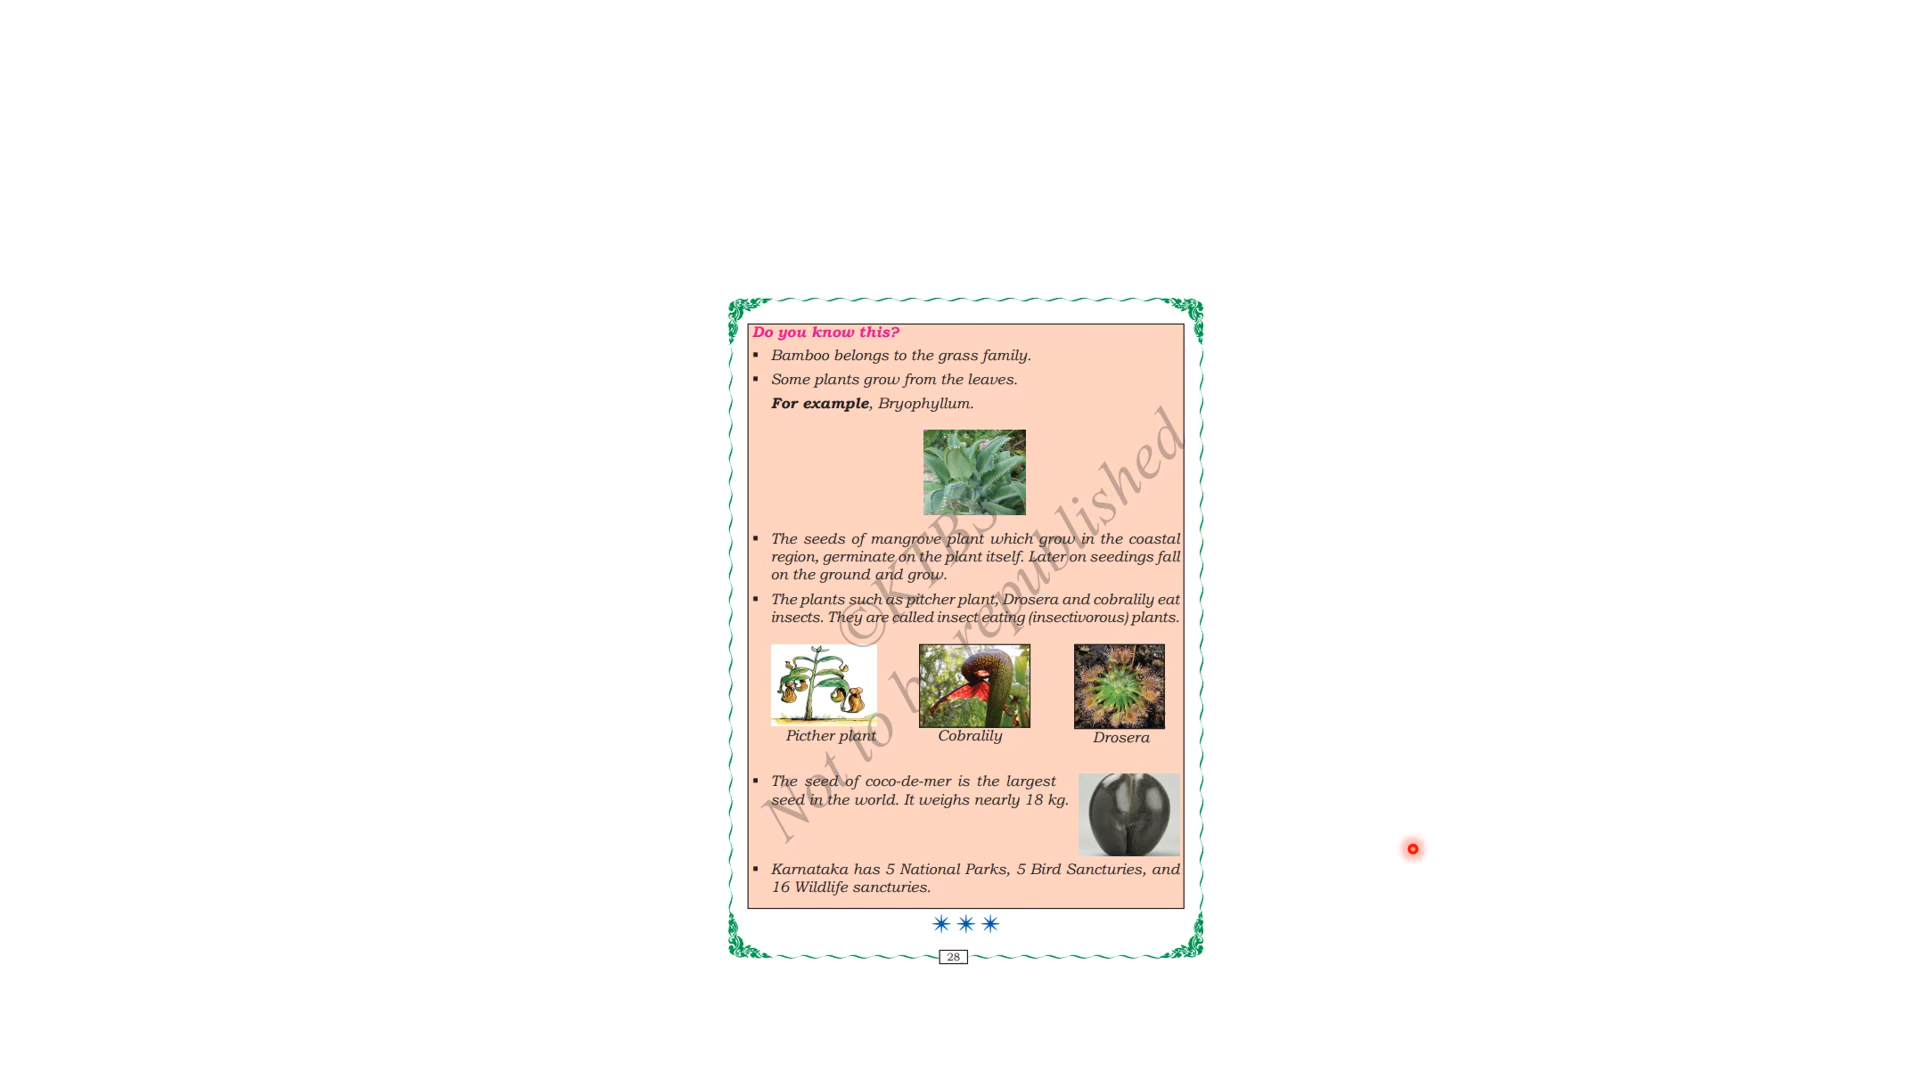 Do you know this?
▪ Bamboo belongs to the grass family.
▪ Some plants grow from the leaves.
For example, Bryophyllum.
▪ The seeds of mangrove plant which grow in the coastal
region, germinate on the plant itself. Later on seedings fall
on the ground and grow.
▪ The plants such as pitcher plant, Drosera and cobralily eat
insects. They are called insect eating (insectivorous) plants.
Picther plant Cobralily Drosera
▪ The seed of coco-de-mer is the largest
seed in the world. It weighs nearly 18 kg.
▪ Karnataka has 5 National Parks, 5 Bird Sancturies, and
16 Wildlife sancturies.
28
©KTBS
Not to be republished